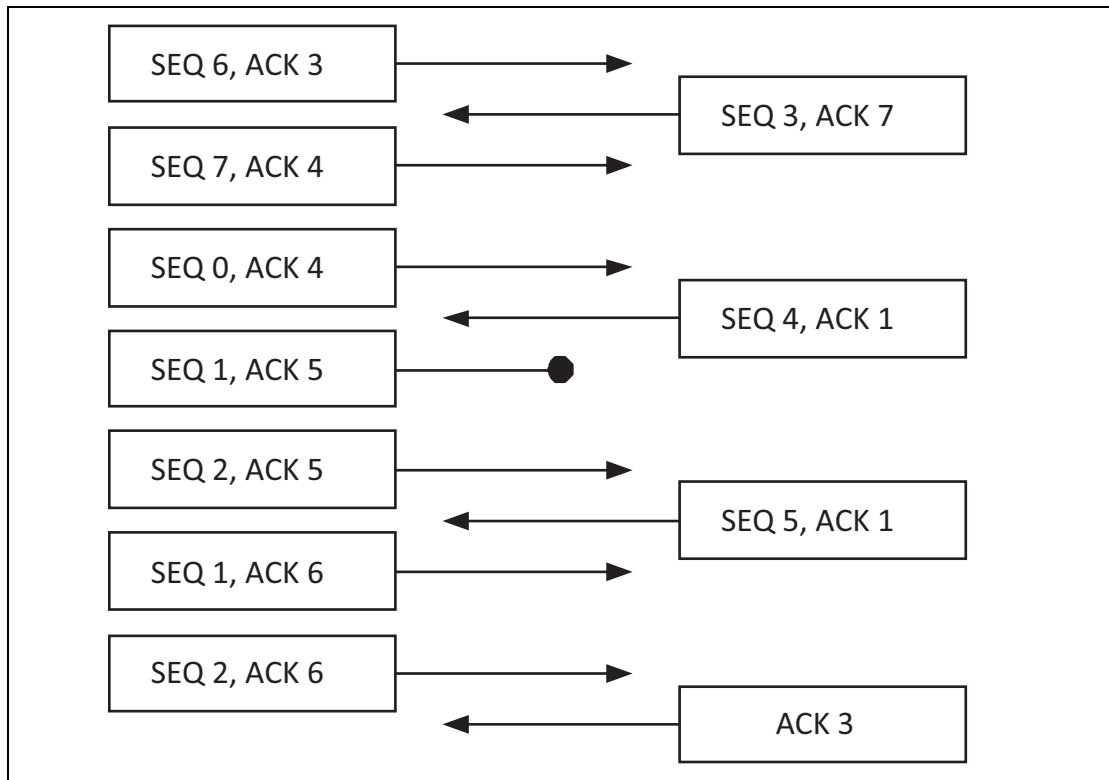 SEQ 6, ACK 3
SEQ 3, ACK 7
SEQ 7, ACK 4
SEQ 0, ACK 4
SEQ 4, ACK 1
SEQ 1, ACK 5
SEQ 2, ACK 5
SEQ 5, ACK 1
SEQ 1, ACK 6
SEQ 2, ACK 6
ACK 3